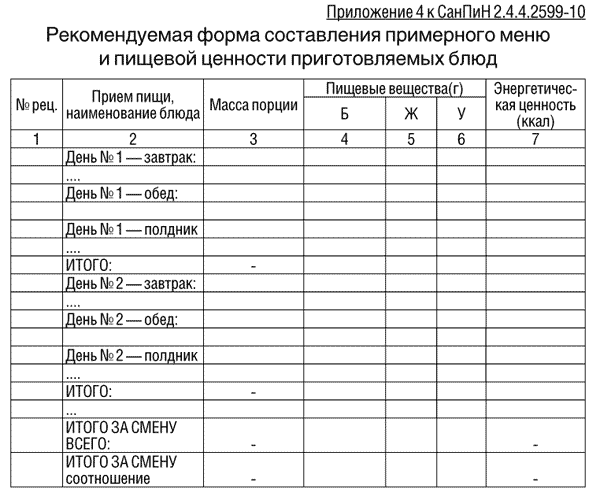 Приложение 4 к СанПиН 2.4.4.2599-10
Рекомендуемая форма составления примерного меню
и пищевой ценности приготовляемых блюд
№ рец.
Прием пищи,
наименование блюда
Масса порции
Пищевые вещества(г)
Б
Ж
У
Энергетичес-
кая ценность
(ккал)
1 2 3 4 5 6 7
День № 1 — завтрак:
....
День № 1 — обед:
День № 1 — полдник
....
ИТОГО: -
День № 2 — завтрак:
....
День № 2 — обед:
День № 2 — полдник
....
ИТОГО: -
...
ИТОГО ЗА СМЕНУ
ВСЕГО: - -
ИТОГО ЗА СМЕНУ
соотношение - -